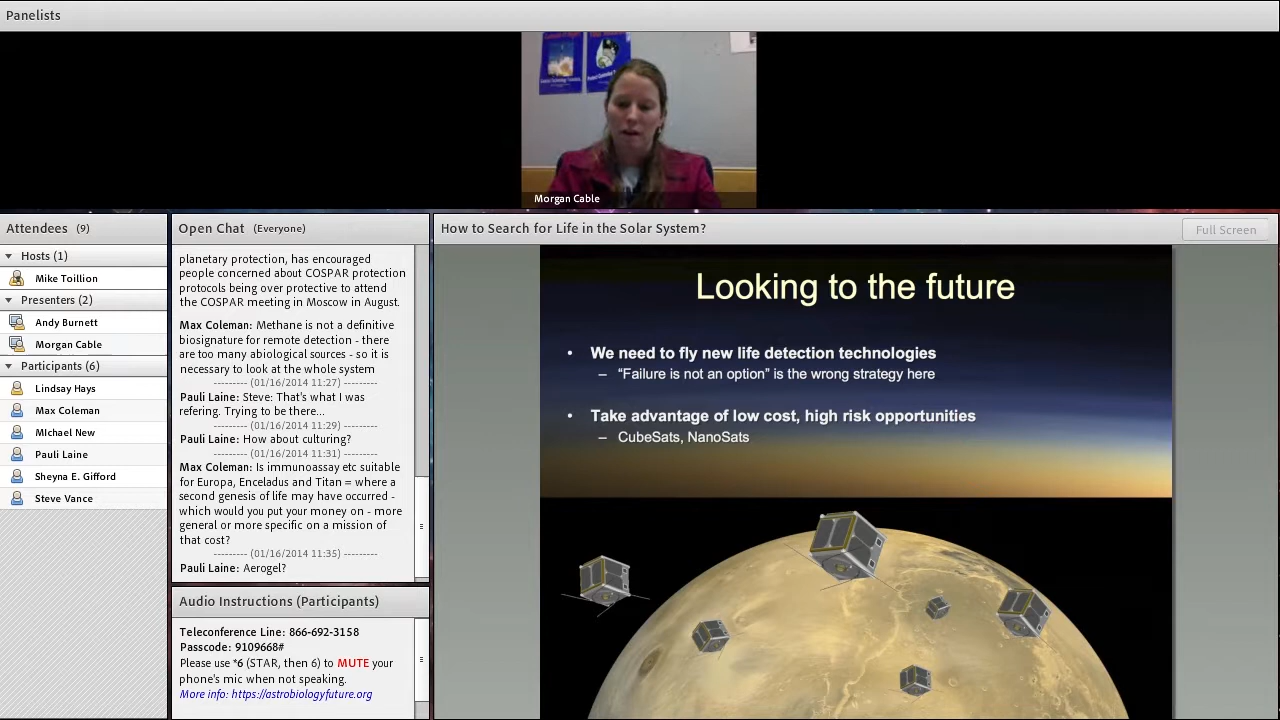 Panelists
Morgan Cable
Attendees (9)
Hosts (1)
Mike Toillion
Presenters (2)
Andy Burnett
Morgan Cable
Participants (6)
Lindsay Hays
Max Coleman
MIchael New
Pauli Laine
Sheyna E. Gifford
Steve Vance
Open Chat (Everyone)
planetary protection, has encouraged
people concerned about COSPAR protection
protocols being over protective to attend
the COSPAR meeting in Moscow in August.
Max Coleman: Methane is not a definitive
biosignature for remote detection - there
are too many abiological sources - so it is
necessary to look at the whole system
--------- (01/16/2014 11:27) ---------
Pauli Laine: Steve: That's what I was
refering. Trying to be there...
--------- (01/16/2014 11:29) ---------
Pauli Laine: How about culturing?
--------- (01/16/2014 11:31) ---------
Max Coleman: Is immunoassay etc suitable
for Europa, Enceladus and Titan = where a
second genesis of life may have occurred -
which would you put your money on - more
general or more specific on a mission of
that cost?
--------- (01/16/2014 11:35) ---------
Pauli Laine: Aerogel?
Audio Instructions (Participants)
Teleconference Line: 866-692-3158
Passcode: 9109668#
Please use *6 (STAR, then 6) to MUTE your
phone's mic when not speaking.
More info: https://astrobiologyfuture.org
How to Search for Life in the Solar System?
Full Screen
Looking to the future
• We need to fly new life detection technologies
– “Failure is not an option” is the wrong strategy here
• Take advantage of low cost, high risk opportunities
– CubeSats, NanoSats